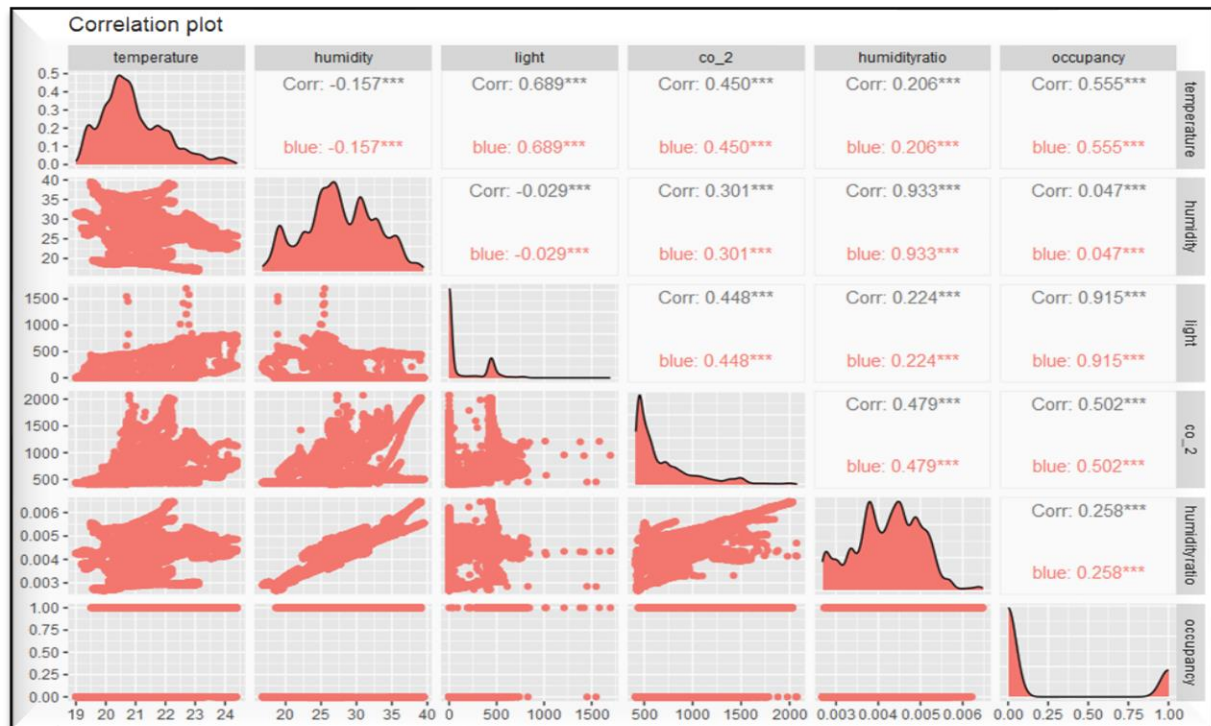 Correlation plot
temperature humidity light co_2 humidityratio occupancy
0.5
0.4
0.3
0.2
0.1
0.0
Corr: -0.157*** Corr: 0.689*** Corr: 0.450*** Corr: 0.206*** Corr: 0.555***
blue: -0.157*** blue: 0.689*** blue: 0.450*** blue: 0.206*** blue: 0.555***
temperature
40
35
30
25
20
Corr: -0.029*** Corr: 0.301*** Corr: 0.933*** Corr: 0.047***
blue: -0.029*** blue: 0.301*** blue: 0.933*** blue: 0.047***
humidity
1500
1000
500
0
Corr: 0.448*** Corr: 0.224*** Corr: 0.915***
blue: 0.448*** blue: 0.224*** blue: 0.915***
light
2000
1500
1000
500
Corr: 0.479*** Corr: 0.502***
blue: 0.479*** blue: 0.502***
co_2
0.006
0.005
0.004
0.003
Corr: 0.258***
blue: 0.258***
humidityratio
1.00
0.75
0.50
0.25
0.00
occupancy
19 20 21 22 23 24 20 25 30 35 40 0 500 1000 1500 500 1000 1500 2000 0.003 0.004 0.005 0.006 0.00 0.25 0.50 0.75 1.00